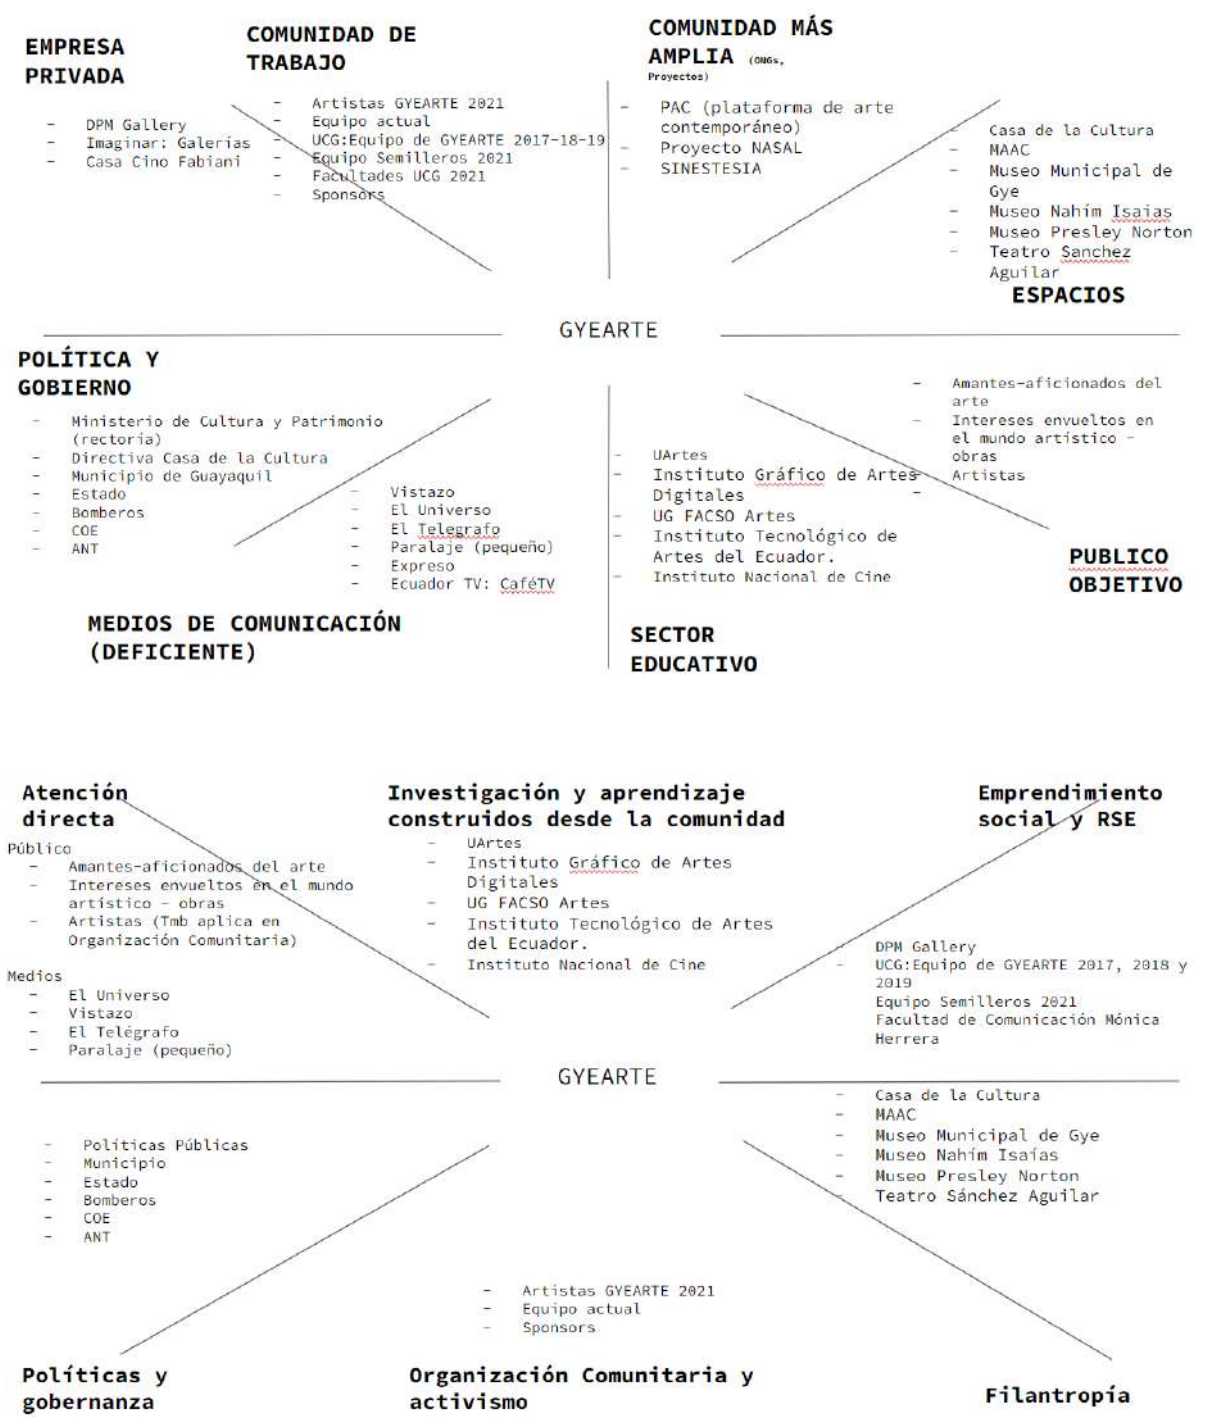 EMPRESA
PRIVADA
- DPM Gallery
- Imaginar: Galerías
- Casa Cino Fabiani
COMUNIDAD DE
TRABAJO
- Artistas GYEARTE 2021
- Equipo actual
- UCG:Equipo de GYEARTE 2017-18-19
- Equipo Semilleros 2021
- Facultades UCG 2021
- Sponsors
COMUNIDAD MÁS
AMPLIA (ONGs,
Proyectos)
- PAC (plataforma de arte
contemporáneo)
- Proyecto NASAL
- SINESTESIA
- Casa de la Cultura
- MAAC
- Museo Municipal de
Gye
- Museo Nahím Isaias
- Museo Presley Norton
- Teatro Sanchez
Aguilar
ESPACIOS
GYEARTE
POLÍTICA Y
GOBIERNO
- Ministerio de Cultura y Patrimonio
(rectoría)
- Directiva Casa de la Cultura
- Municipio de Guayaquil
- Estado
- Bomberos
- COE
- ANT
- Vistazo
- El Universo
- El Telegrafo
- Paralaje (pequeño)
- Expreso
- Ecuador TV: CaféTV
MEDIOS DE COMUNICACIÓN
(DEFICIENTE)
- UArtes
- Instituto Gráfico de Artes
Digitales
- UG FACSO Artes
- Instituto Tecnológico de
Artes del Ecuador.
- Instituto Nacional de Cine
SECTOR
EDUCATIVO
- Amantes-aficionados del
arte
- Intereses envueltos en
el mundo artístico -
obras
- Artistas
PUBLICO
OBJETIVO
Atención
directa
Público
- Amantes-aficionados del arte
- Intereses envueltos en el mundo
artístico - obras
- Artistas (Tmb aplica en
Organización Comunitaria)
Medios
- El Universo
- Vistazo
- El Telégrafo
- Paralaje (pequeño)
Investigación y aprendizaje
construidos desde la comunidad
- UArtes
- Instituto Gráfico de Artes
Digitales
- UG FACSO Artes
- Instituto Tecnológico de Artes
del Ecuador.
- Instituto Nacional de Cine
Emprendimiento
social y RSE
- DPM Gallery
- UCG:Equipo de GYEARTE 2017, 2018 y
2019
Equipo Semilleros 2021
Facultad de Comunicación Mónica
Herrera
GYEARTE
- Políticas Públicas
- Municipio
- Estado
- Bomberos
- COE
- ANT
Políticas y
gobernanza
- Artistas GYEARTE 2021
- Equipo actual
- Sponsors
Organización Comunitaria y
activismo
- Casa de la Cultura
- MAAC
- Museo Municipal de Gye
- Museo Nahím Isaías
- Museo Presley Norton
- Teatro Sánchez Aguilar
Filantropía